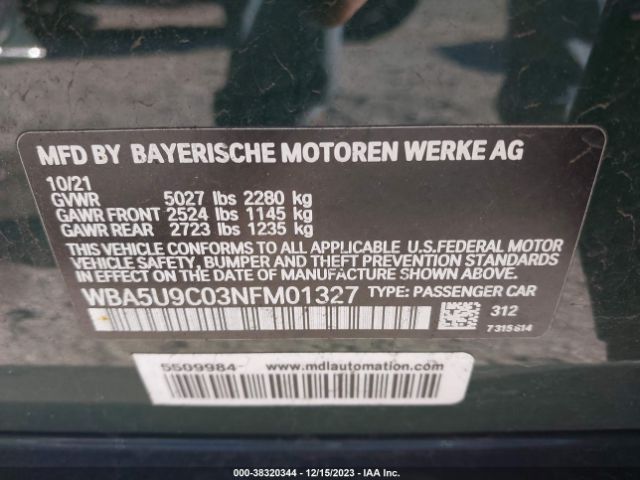 MFD BY BAYERISCHE MOTOREN WERKE AG
10/21
GVWR 5027 lbs 2280 kg
GAWR FRONT 2524 lbs 1145 kg
GAWR REAR 2723 lbs 1235 kg
THIS VEHICLE CONFORMS TO ALL APPLICABLE U.S.FEDERAL MOTOR
VEHICLE SAFETY, BUMPER, AND THEFT PREVENTION STANDARDS
IN EFFECT ON THE DATE OF MANUFACTURE SHOWN ABOVE.
WBA5U9C03NFM01327 TYPE: PASSENGER CAR
312
7315614
5509984 www.mdlautomation.com
00-38320344 - 12/15/2023 - IAA Inc.